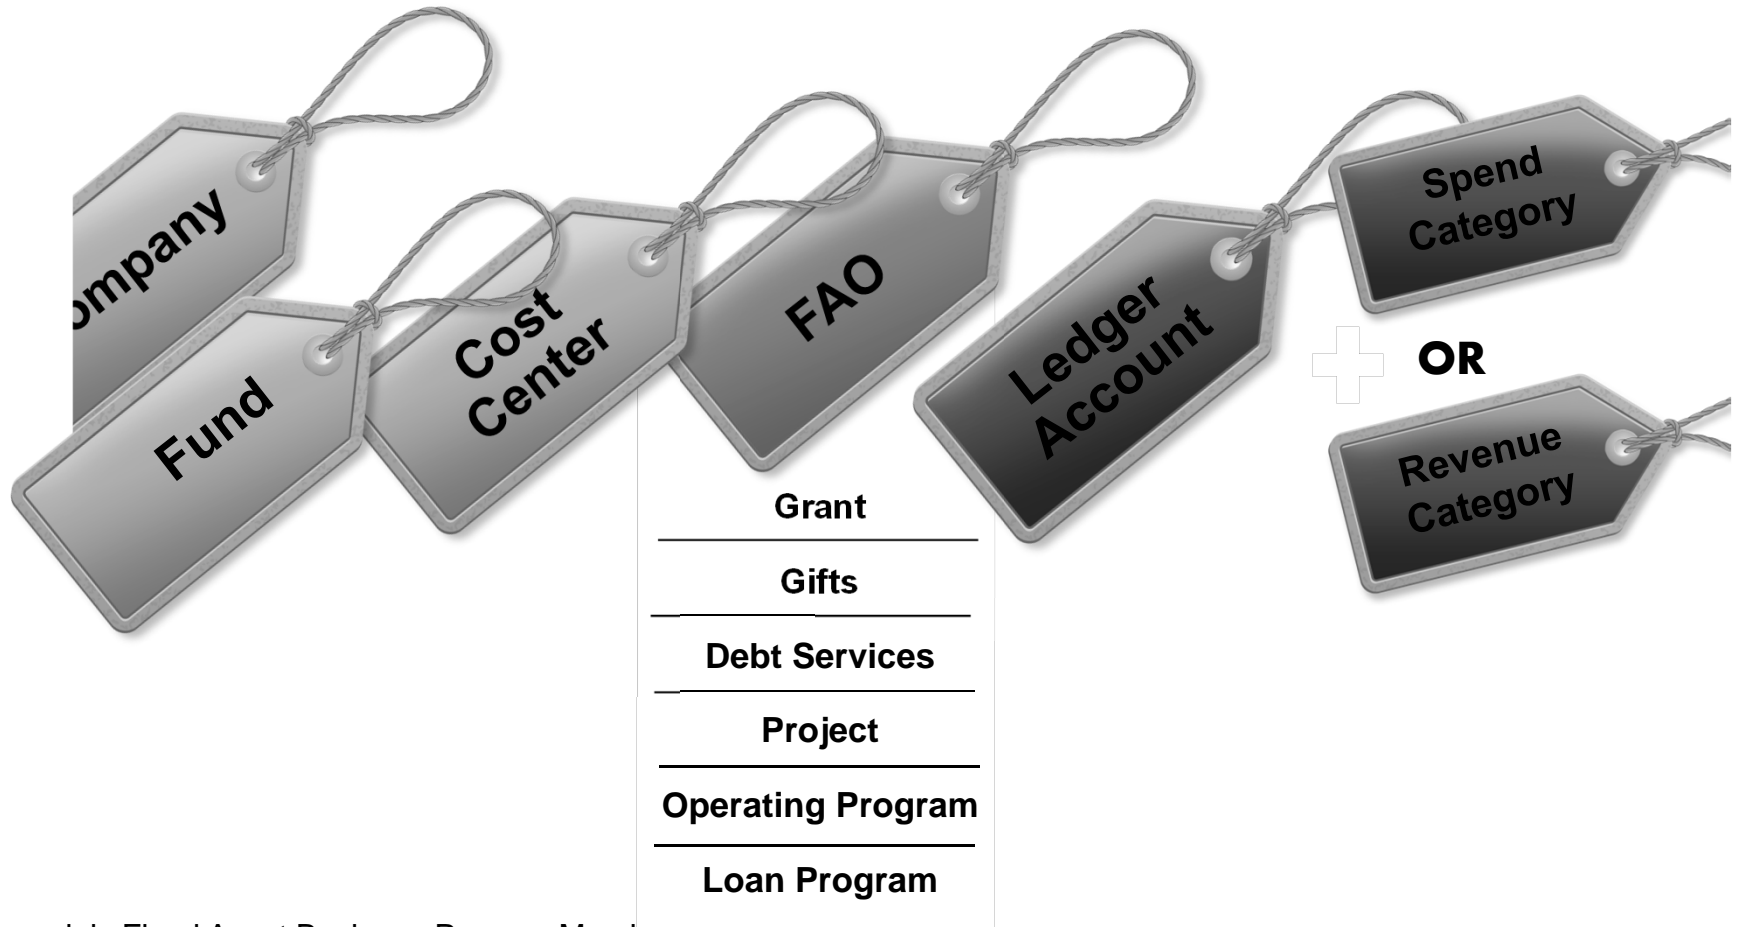 ompany
Fund
Cost
Center
FAO
Ledger
Account
Spend
Category
OR
Revenue
Category
Grant
Gifts
Debt Services
Project
Operating Program
Loan Program